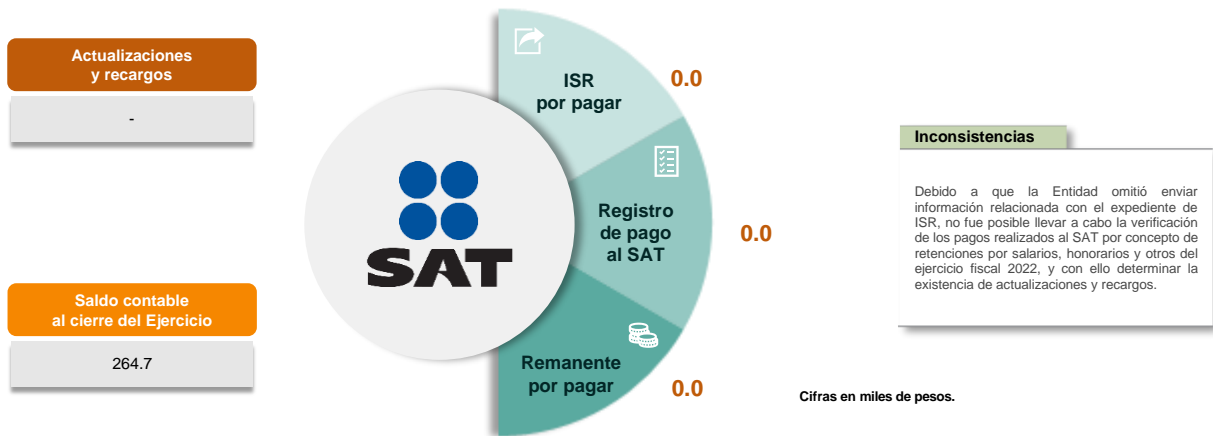 Actualizaciones
y recargos
-
Saldo contable
al cierre del Ejercicio
264.7
SAT
ISR
por pagar
0.0
Registro
de pago
al SAT
0.0
Remanente
por pagar
0.0
Inconsistencias
Debido a que la Entidad omitió enviar
información relacionada con el expediente de
ISR, no fue posible llevar a cabo la verificación
de los pagos realizados al SAT por concepto de
retenciones por salarios, honorarios y otros del
ejercicio fiscal 2022, y con ello determinar la
existencia de actualizaciones y recargos.
Cifras en miles de pesos.